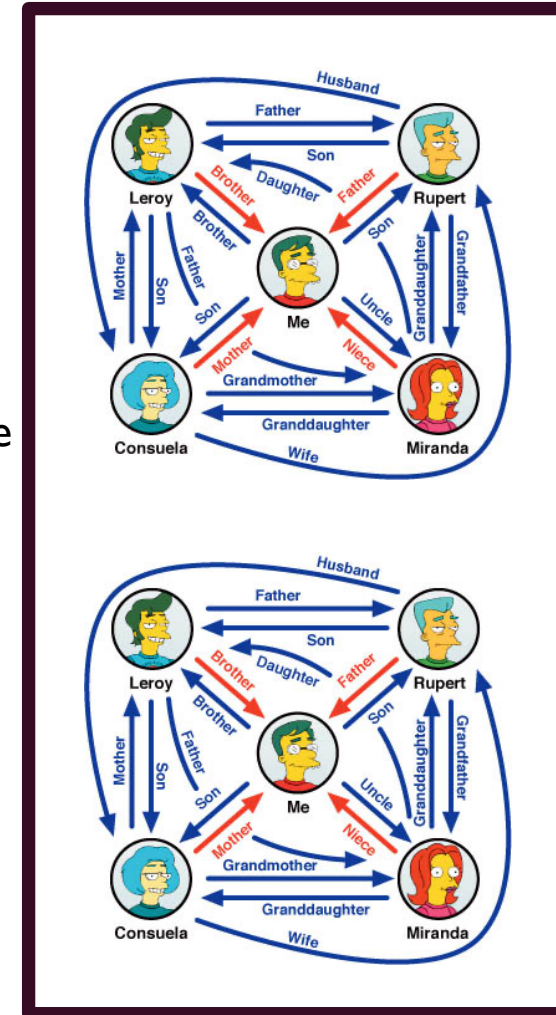 Husband
Father
Son
Daughter
Leroy
Rupert
Brother
Father
Brother
Son
Mother
Son
Father
Me
Granddaughter
Grandfather
Son
Uncle
Mother
Niece
Grandmother
Granddaughter
Consuela
Miranda
Wife
e
Husband
Father
Son
Daughter
Leroy
Rupert
Brother
Father
Brother
Son
Mother
Son
Father
Me
Granddaughter
Grandfather
Son
Uncle
Mother
Niece
Grandmother
Granddaughter
Consuela
Miranda
Wife